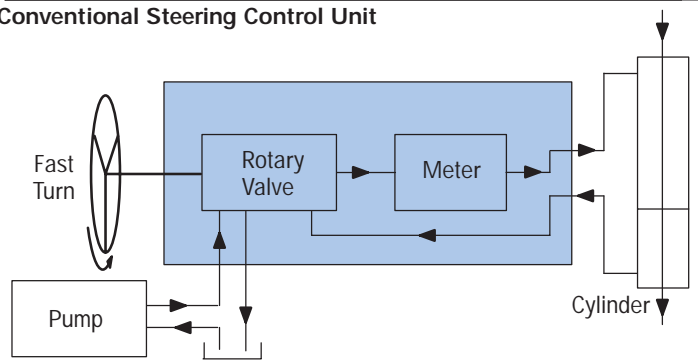 Conventional Steering Control Unit
Fast
Turn
Rotary
Valve
Meter
Pump
Cylinder